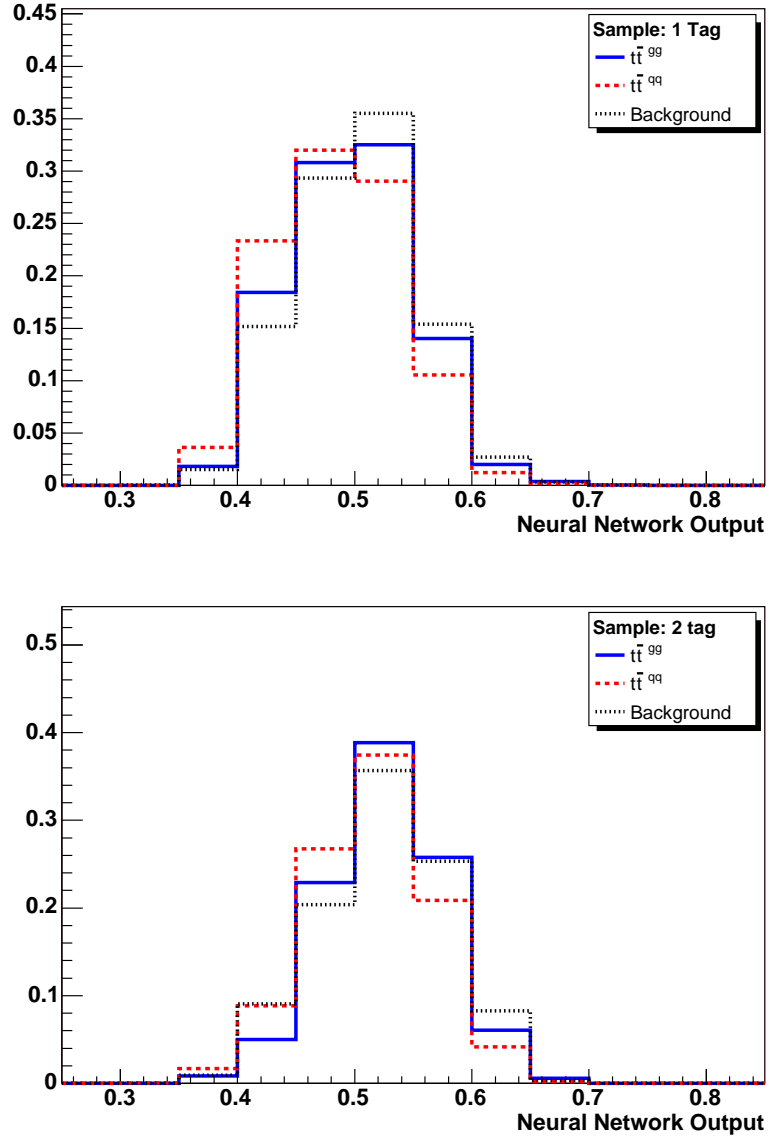 0.45
0.4
0.35
0.3
0.25
0.2
0.15
0.1
0.05
0
Sample: 1 Tag
tt̄ gg
tt̄ qq
Background
0.3 0.4 0.5 0.6 0.7 0.8
Neural Network Output
0.5
0.4
0.3
0.2
0.1
0
Sample: 2 tag
tt̄ gg
tt̄ qq
Background
0.3 0.4 0.5 0.6 0.7 0.8
Neural Network Output